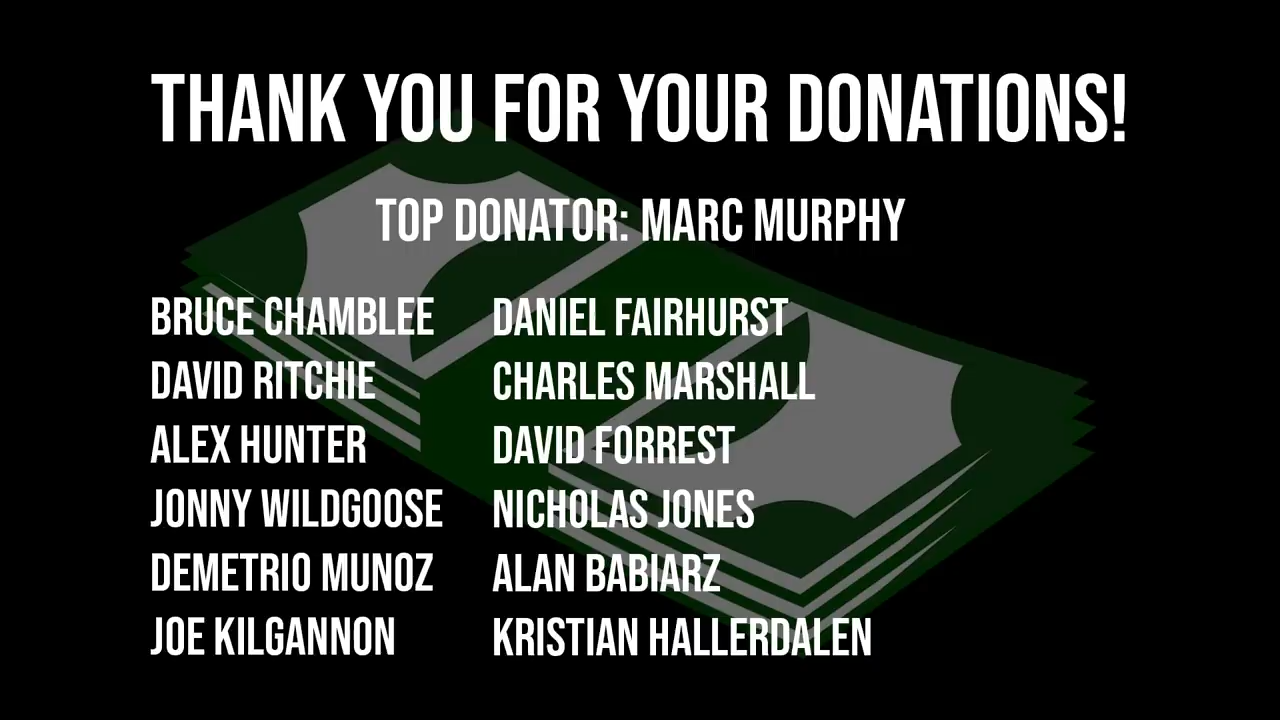 THANK YOU FOR YOUR DONATIONS!
TOP DONATOR: MARC MURPHY
BRUCE CHAMBLEE
DAVID RITCHIE
ALEX HUNTER
JONNY WILDGOOSE
DEMETRIO MUNOZ
JOE KILGANNON
DANIEL FAIRHURST
CHARLES MARSHALL
DAVID FORREST
NICHOLAS JONES
ALAN BABIARZ
KRISTIAN HALLERDALEN